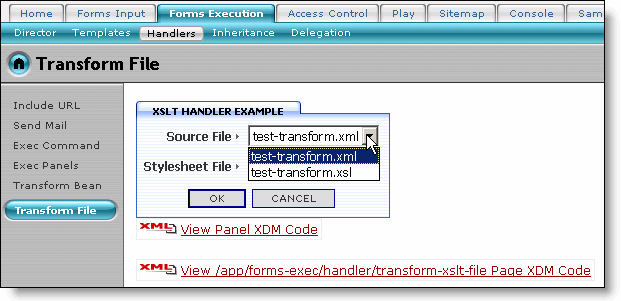 Home Forms Input Forms Execution Access Control Play Sitemap Console Sam
Director Templates Handlers Inheritance Delegation
Transform File
Include URL
Send Mail
Exec Command
Exec Panels
Transform Bean
Transform File
XSLT HANDLER EXAMPLE
Source File test-transform.xml
test-transform.xml
test-transform.xsl
Stylesheet File
OK CANCEL
XML View Panel XDM Code
XML View /app/forms-exec/handler/transform-xslt-file Page XDM Code